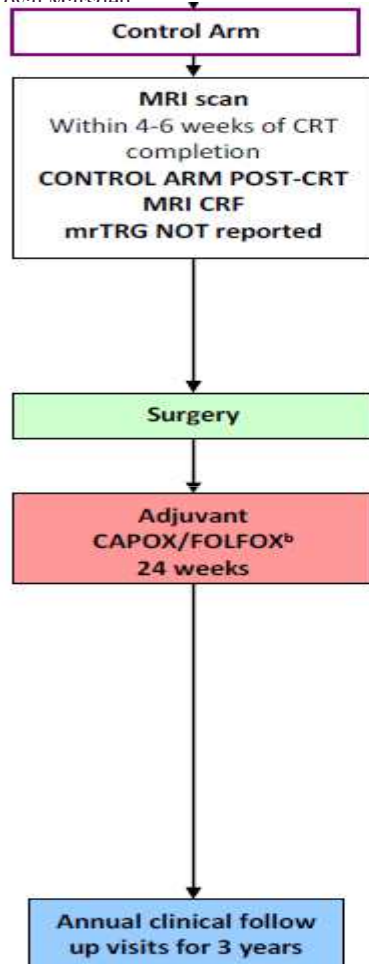 Control Arm
MRI scan
Within 4-6 weeks of CRT
completion
CONTROL ARM POST-CRT
MRI CRF
mrTRG NOT reported
Surgery
Adjuvant
CAPOX/FOLFOXᵇ
24 weeks
Annual clinical follow
up visits for 3 years